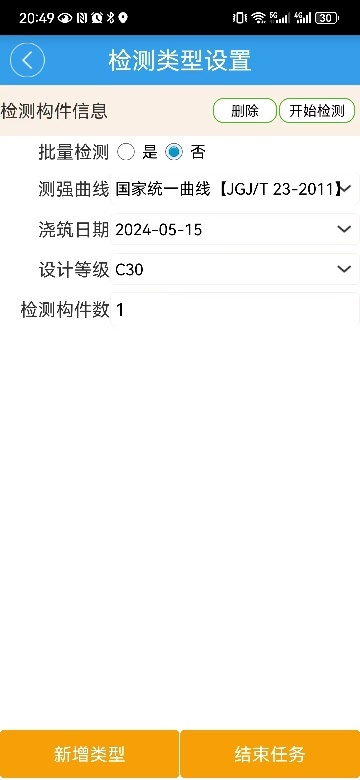 20:49 5G 4G 30
检测类型设置
检测构件信息 删除 开始检测
批量检测 是 否
测强曲线 国家统一曲线【JGJ/T 23-2011】
浇筑日期 2024-05-15
设计等级 C30
检测构件数 1
新增类型 结束任务